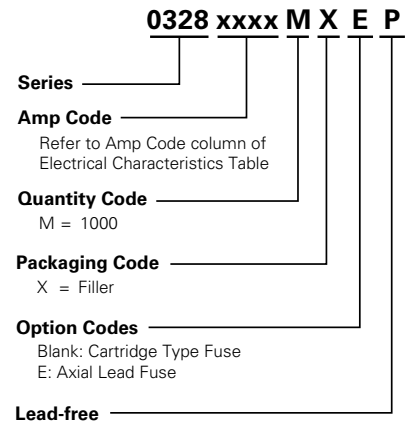 0328 xxxx M X E P
Series
Amp Code
Refer to Amp Code column of
Electrical Characteristics Table
Quantity Code
M = 1000
Packaging Code
X = Filler
Option Codes
Blank: Cartridge Type Fuse
E: Axial Lead Fuse
Lead-free